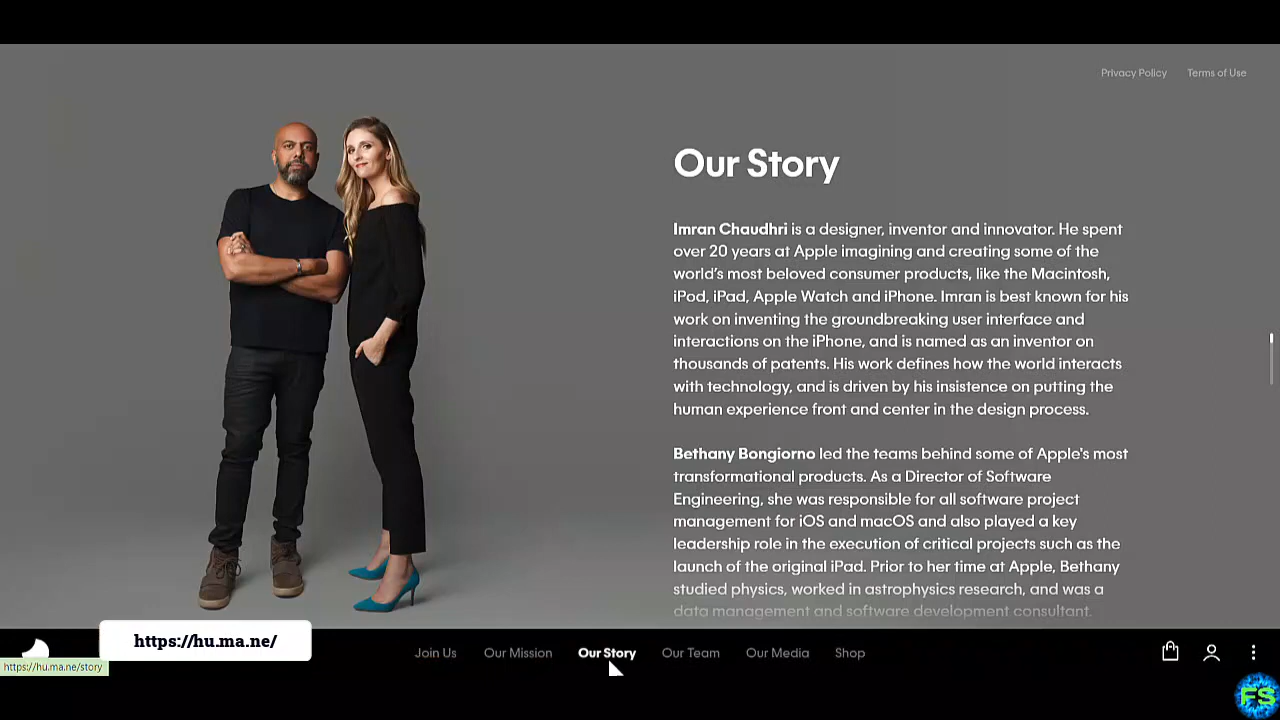 Privacy Policy Terms of Use
Our Story
Imran Chaudhri is a designer, inventor and innovator. He spent
over 20 years at Apple imagining and creating some of the
world's most beloved consumer products, like the Macintosh,
iPod, iPad, Apple Watch and iPhone. Imran is best known for his
work on inventing the groundbreaking user interface and
interactions on the iPhone, and is named as an inventor on
thousands of patents. His work defines how the world interacts
with technology, and is driven by his insistence on putting the
human experience front and center in the design process.
Bethany Bongiorno led the teams behind some of Apple's most
transformational products. As a Director of Software
Engineering, she was responsible for all software project
management for iOS and macOS and also played a key
leadership role in the execution of critical projects such as the
launch of the original iPad. Prior to her time at Apple, Bethany
studied physics, worked in astrophysics research, and was a
data management and software development consultant.
https://hu.ma.ne/
Join Us Our Mission Our Story Our Team Our Media Shop
https://hu.ma.ne/story
FS